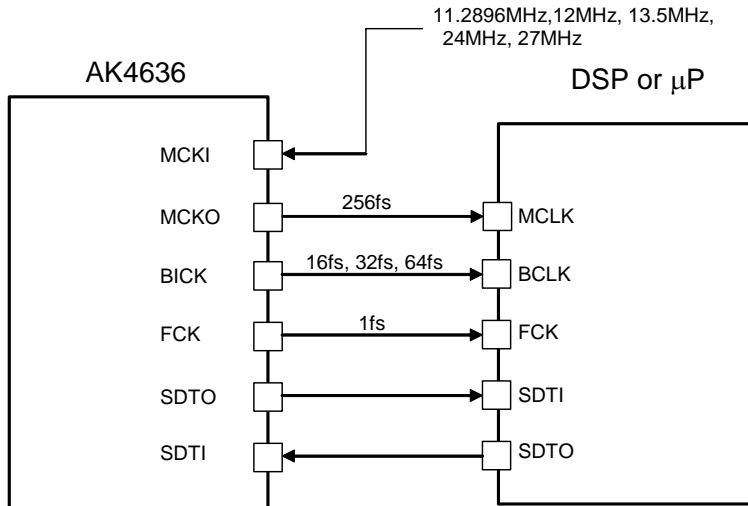 11.2896MHz,12MHz, 13.5MHz,
24MHz, 27MHz
AK4636
DSP or μP
MCKI
MCKO
256fs
MCLK
BICK
16fs, 32fs, 64fs
BCLK
FCK
1fs
FCK
SDTO
SDTI
SDTI
SDTO